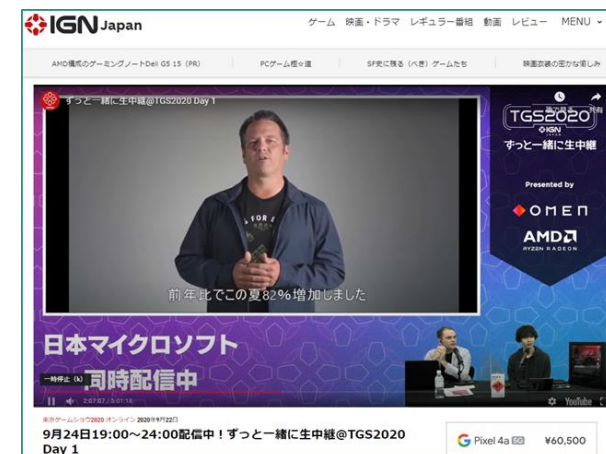 IGN Japan
ゲーム 映画・ドラマ レギュラー番組 動画 レビュー MENU
AMD構成のゲーミングノートDell G5 15（PR） PCゲーム極☆道 SF史に残る（べき）ゲームたち 映画衣装の密かな愉しみ
ずっと一緒に生中継@TGS2020 Day 1
TGS2020
IGN
ずっと一緒に生中継
Presented by
OMEN
AMD
RYZEN RADEON
FOR
前年比でこの夏82%増加しました
日本マイクロソフト
同時配信中
一時停止（k）
2:07:07 / 5:01:18
YouTube
東京ゲームショウ2020 オンライン 2020年9月22日
9月24日19:00～24:00配信中！ずっと一緒に生中継@TGS2020
Day 1
Pixel 4a 5G ¥60,500